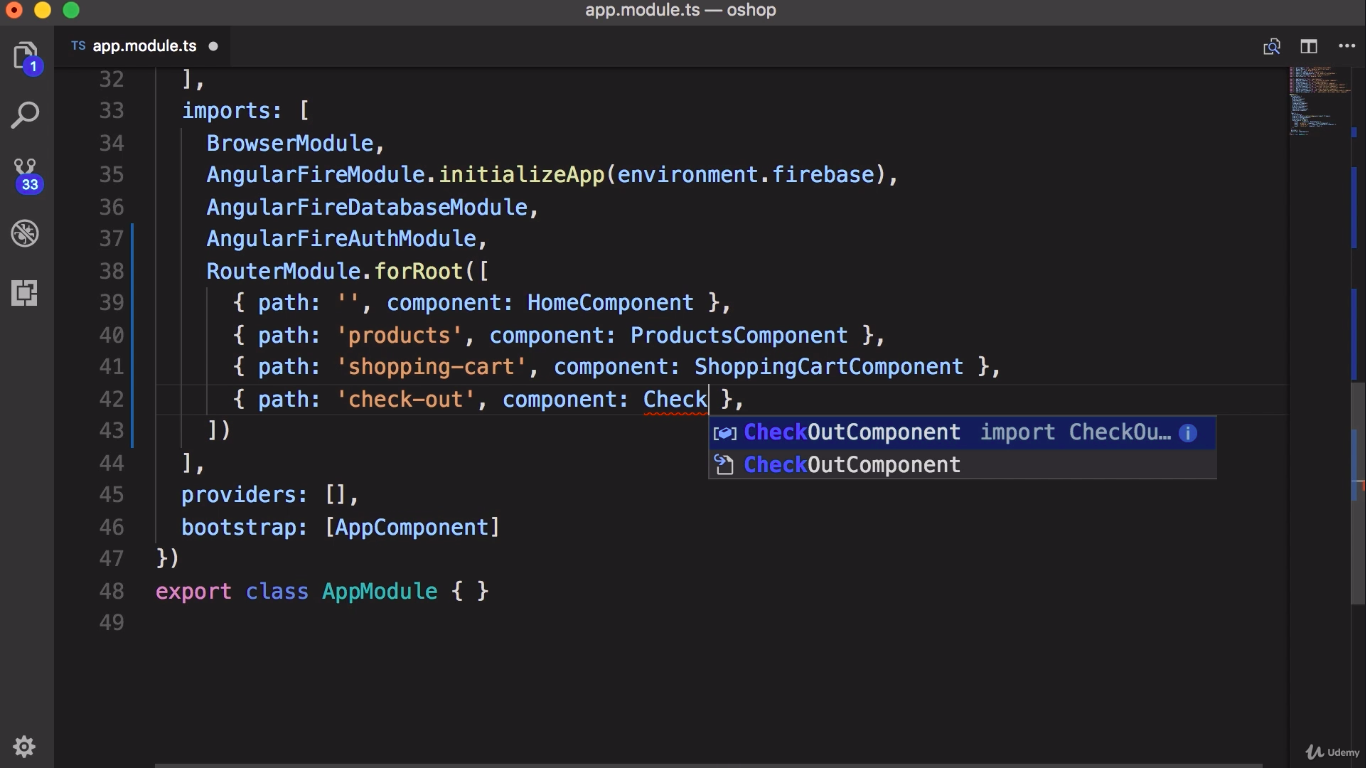 app.module.ts — oshop
TS app.module.ts
1
33
32 ],
33 imports: [
34 BrowserModule,
35 AngularFireModule.initializeApp(environment.firebase),
36 AngularFireDatabaseModule,
37 AngularFireAuthModule,
38 RouterModule.forRoot([
39 { path: '', component: HomeComponent },
40 { path: 'products', component: ProductsComponent },
41 { path: 'shopping-cart', component: ShoppingCartComponent },
42 { path: 'check-out', component: Check },
CheckOutComponent import CheckOu…
CheckOutComponent
43 ])
44 ],
45 providers: [],
46 bootstrap: [AppComponent]
47 })
48 export class AppModule { }
49
Udemy